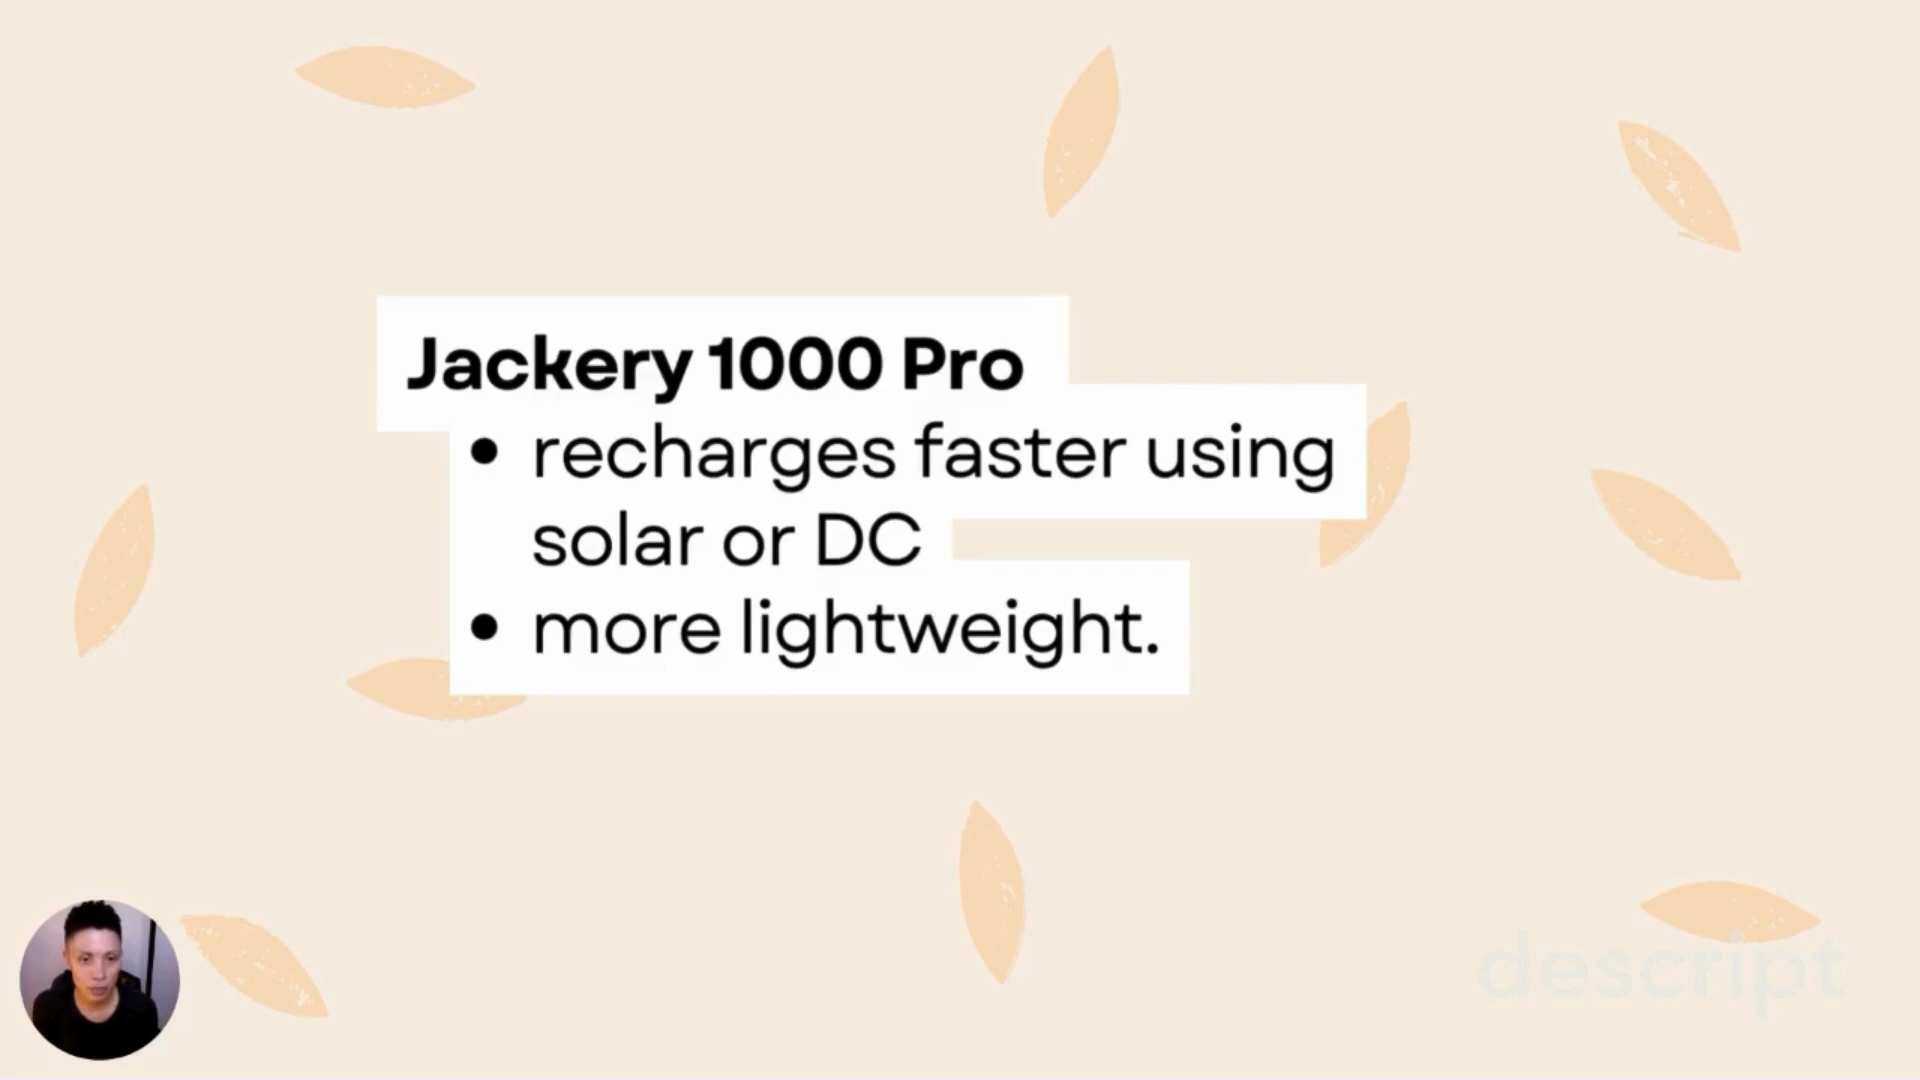 Jackery 1000 Pro
• recharges faster using
solar or DC
• more lightweight.
descript